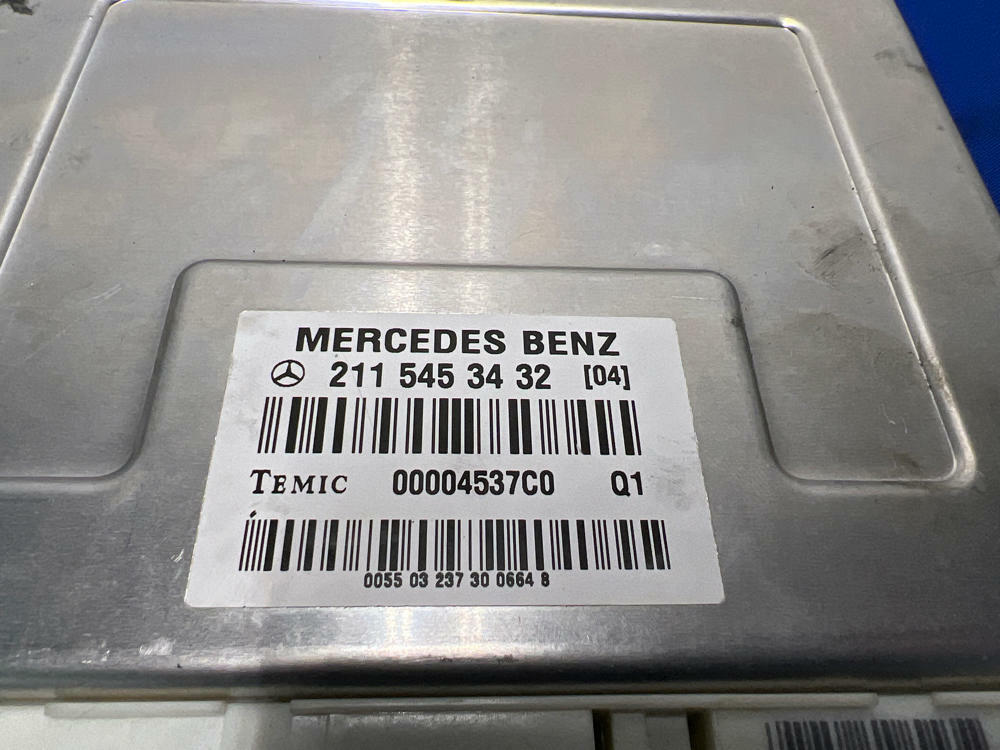 MERCEDES BENZ
211 545 34 32 [04]
TEMIC 00004537C0 Q1
0055 03 237 30 0664 8